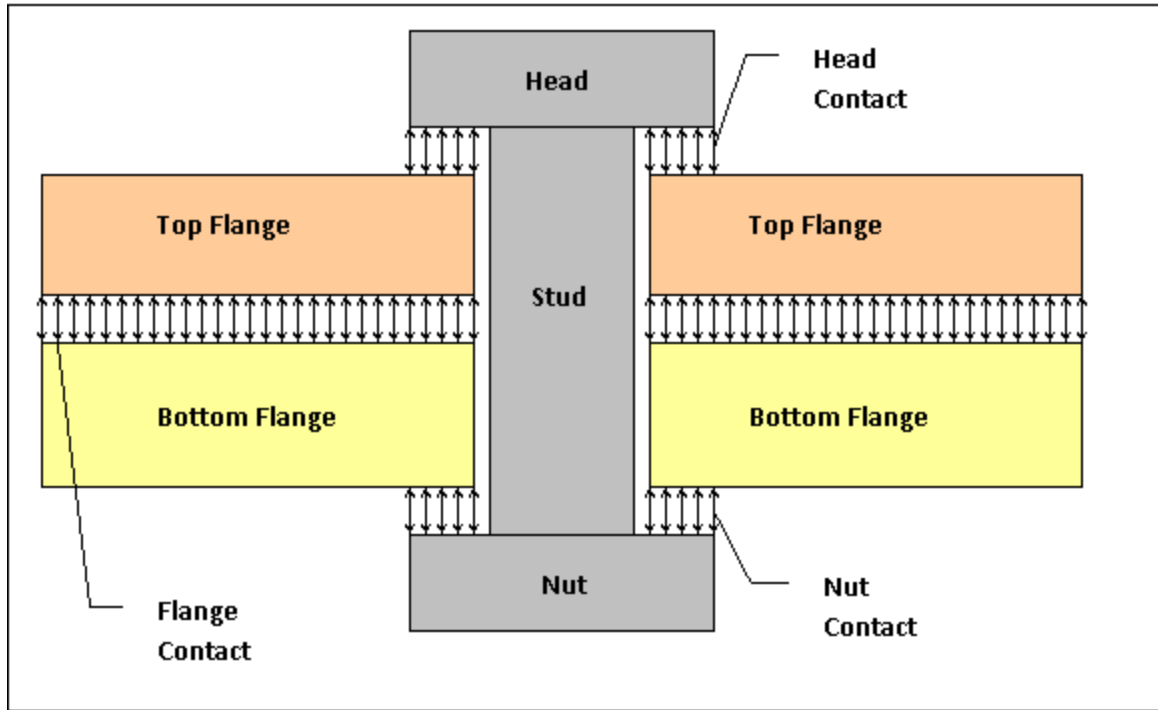 Head
Head
Contact
Top Flange
Top Flange
Stud
Bottom Flange
Bottom Flange
Nut
Nut
Contact
Flange
Contact